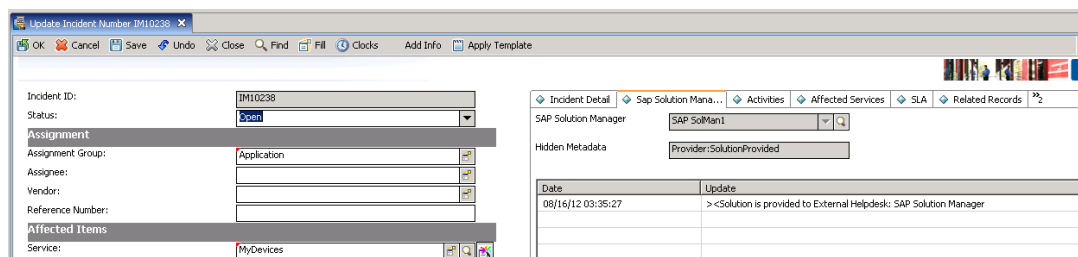 Update Incident Number IM10238
OK Cancel Save Undo Close Find Fill Clocks Add Info Apply Template
Incident ID: IM10238
Status: Open
Assignment
Assignment Group: Application
Assignee:
Vendor:
Reference Number:
Affected Items
Service: MyDevices
Incident Detail Sap Solution Mana... Activities Affected Services SLA Related Records 2
SAP Solution Manager SAP SolMan1
Hidden Metadata Provider:SolutionProvided
Date Update
08/16/12 03:35:27 ><Solution is provided to External Helpdesk: SAP Solution Manager